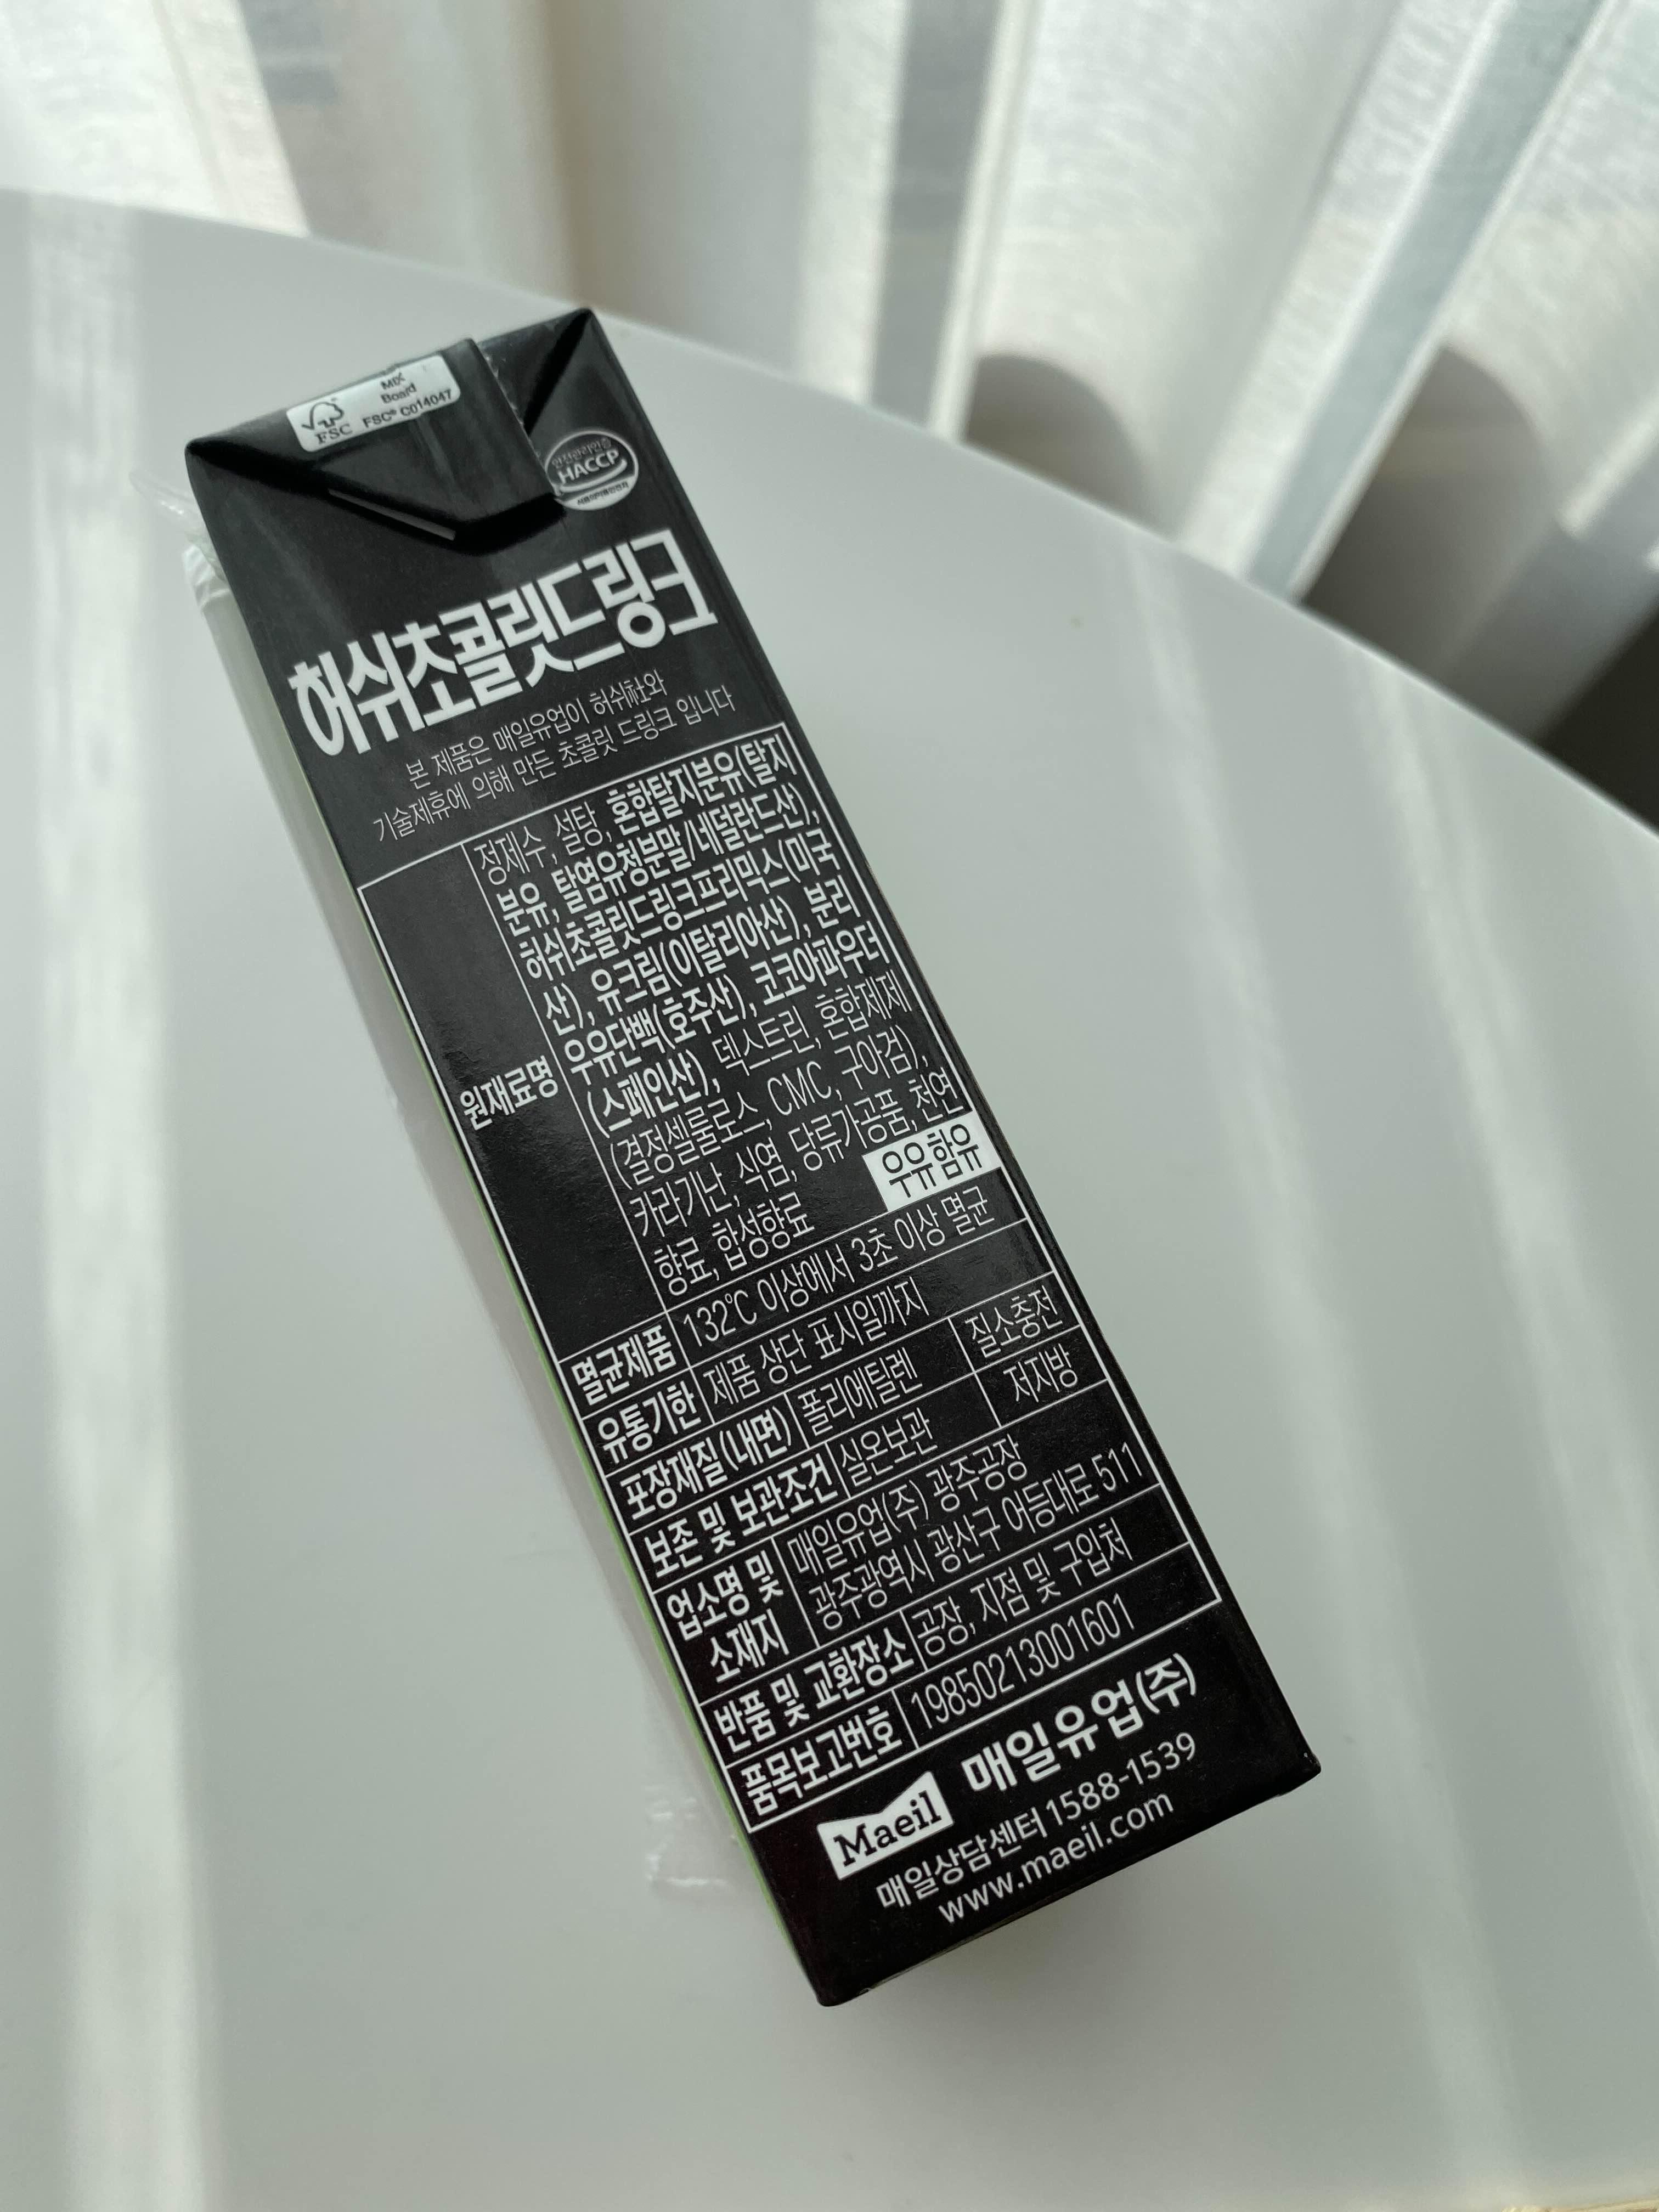 MIX
Board
FSC
FSC® C014047
안전관리인증
HACCP
식품의약품안전처
허쉬초콜릿드링크
본 제품은 매일유업이 허쉬社와
기술제휴에 의해 만든 초콜릿 드링크 입니다
원재료명
정제수, 설탕, 혼합탈지분유(탈지
분유, 탈염유청분말/네덜란드산),
허쉬초콜릿드링크프리믹스(미국
산), 유크림(이탈리아산), 분리
우유단백(호주산), 코코아파우더
(스페인산), 덱스트린, 혼합제제
(결정셀룰로스, CMC, 구아검),
카라기난, 식염, 당류가공품, 천연
향료, 합성향료 우유함유
멸균제품 132℃ 이상에서 3초 이상 멸균
유통기한 제품 상단 표시일까지
포장재질(내면) 폴리에틸렌 질소충전
보존 및 보관조건 실온보관 저지방
업소명 및 소재지
매일유업(주) 광주공장
광주광역시 광산구 어등대로 511
반품 및 교환장소 공장, 지점 및 구입처
품목보고번호 19850213001601
Maeil 매일유업(주)
매일상담센터 1588-1539
www.maeil.com